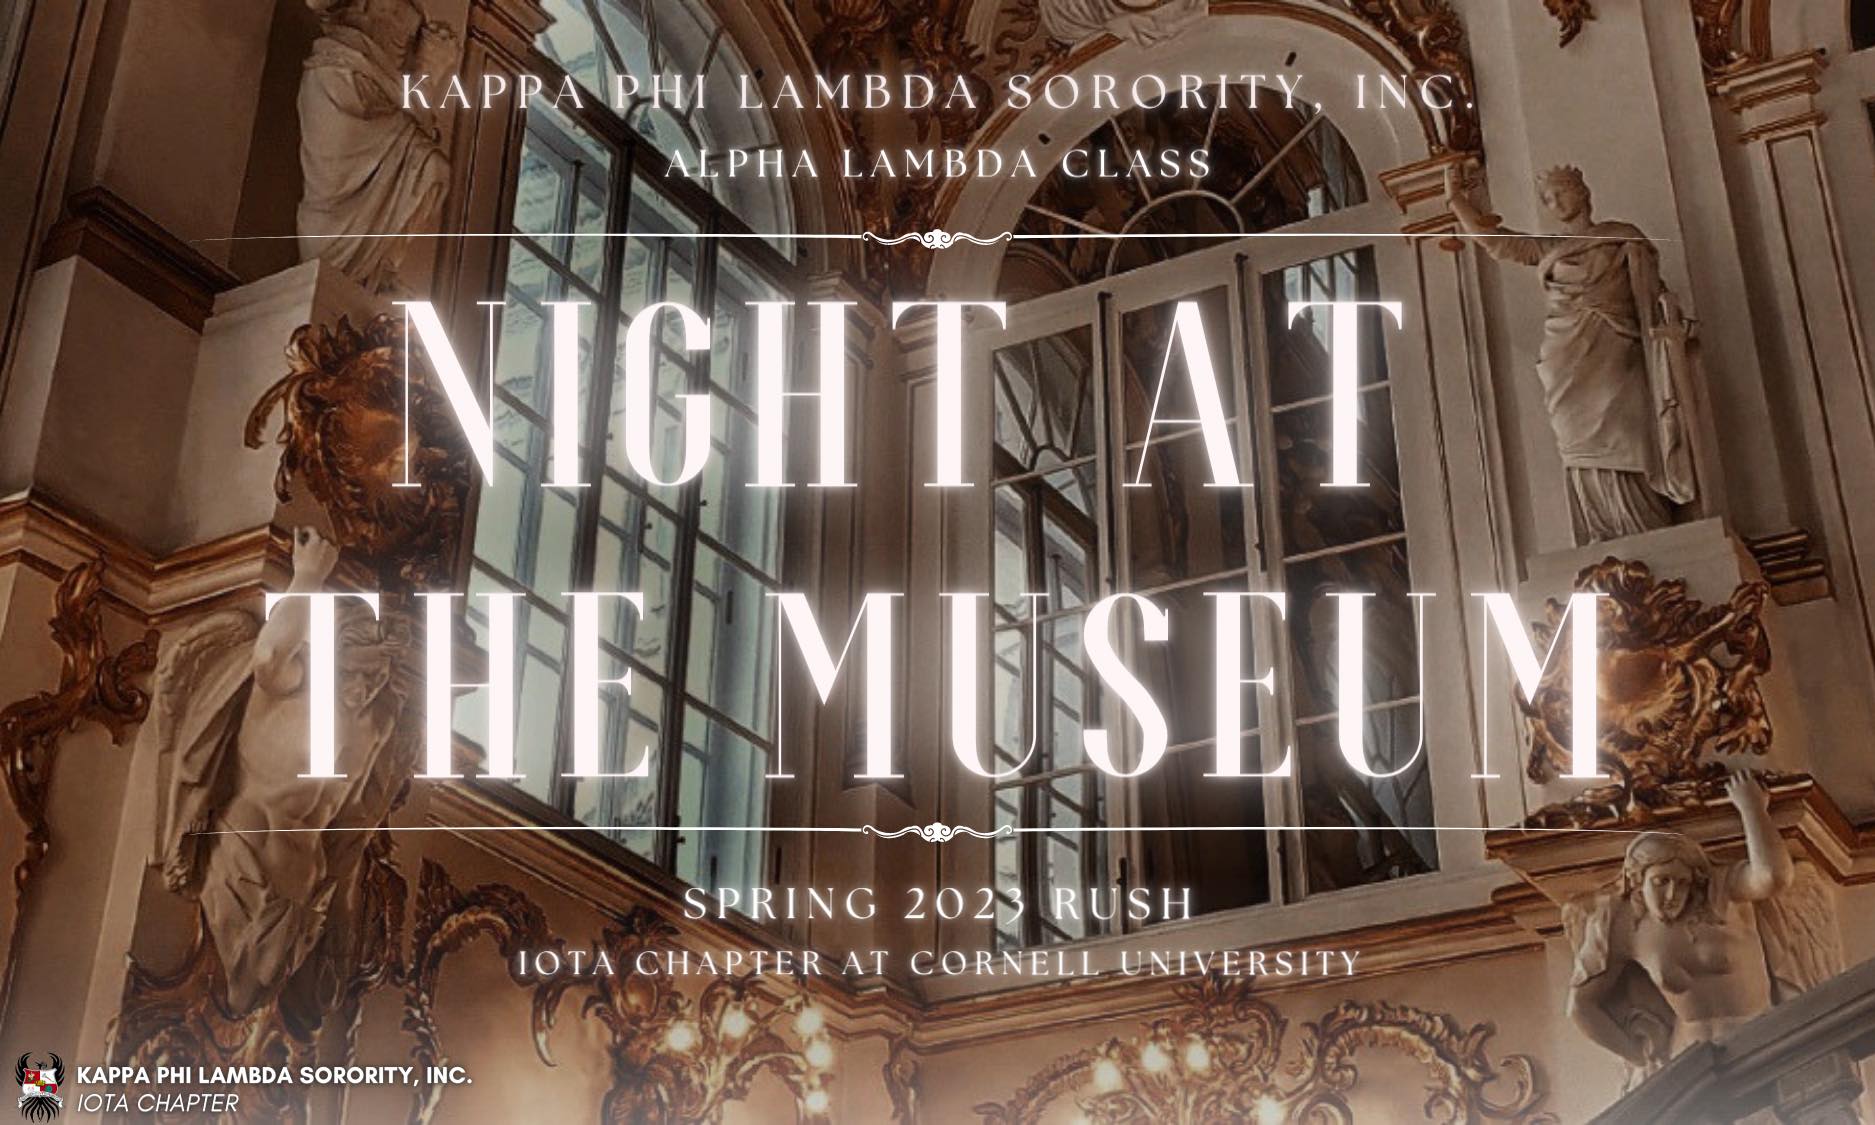 KAPPA PHI LAMBDA SORORITY, INC.
ALPHA LAMBDA CLASS
NIGHT AT
THE MUSEUM
SPRING 2023 RUSH
IOTA CHAPTER AT CORNELL UNIVERSITY
KAPPA PHI LAMBDA SORORITY, INC.
IOTA CHAPTER